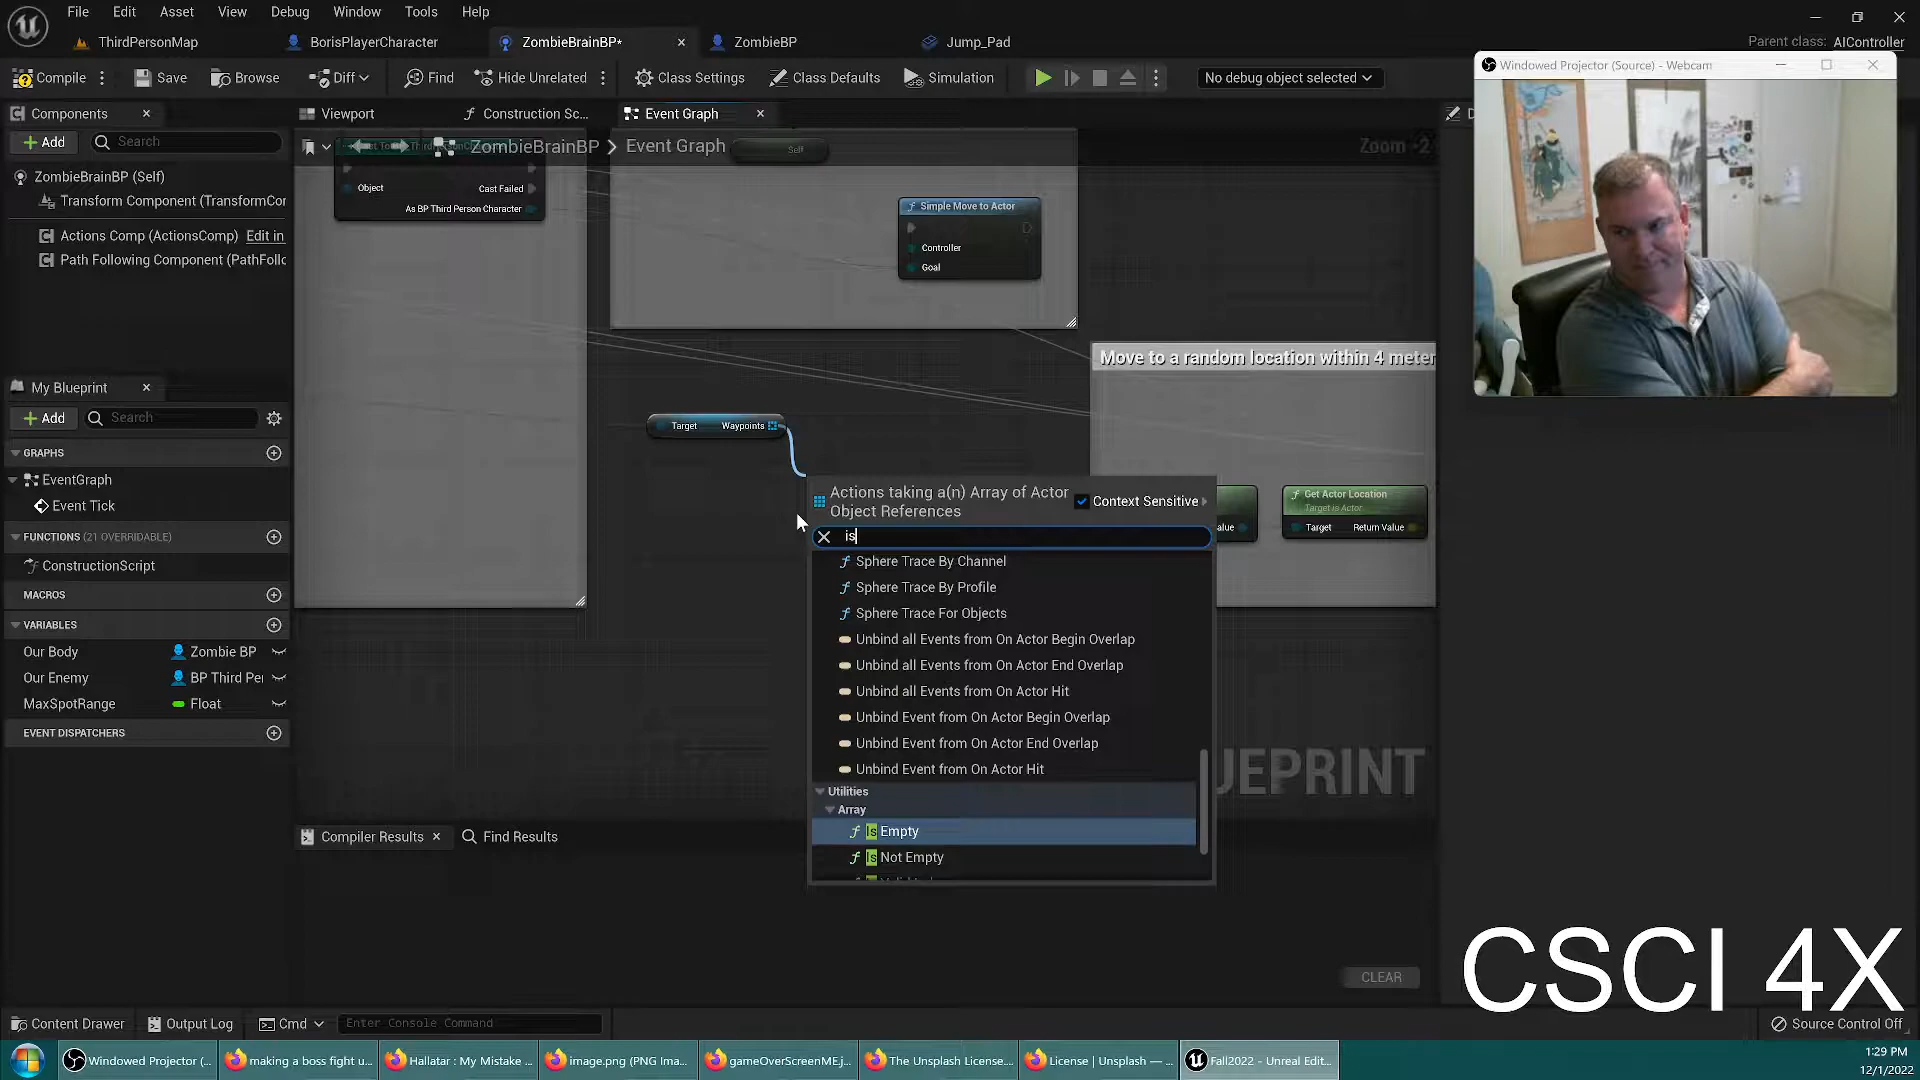 File Edit Asset View Debug Window Tools Help
ThirdPersonMap BorisPlayerCharacter ZombieBrainBP* ZombieBP Jump_Pad
Parent class: AIController
Compile Save Browse Diff Find Hide Unrelated Class Settings Class Defaults Simulation No debug object selected
Windowed Projector (Source) - Webcam
Components
Viewport Construction Sc... Event Graph
Add Search
ZombieBrainBP > Event Graph
Self
Zoom -2
ZombieBrainBP (Self)
Transform Component (TransformCor
Actions Comp (ActionsComp) Edit in
Path Following Component (PathFollc
Object Cast Failed
As BP Third Person Character
Simple Move to Actor
Controller
Goal
Move to a random location within 4 meter
My Blueprint
Add Search
Target Waypoints
GRAPHS
EventGraph
Event Tick
FUNCTIONS (21 OVERRIDABLE)
ConstructionScript
MACROS
VARIABLES
Our Body Zombie BP
Our Enemy BP Third Per
MaxSpotRange Float
EVENT DISPATCHERS
Actions taking a(n) Array of Actor
Object References
Context Sensitive
is
Sphere Trace By Channel
Sphere Trace By Profile
Sphere Trace For Objects
Unbind all Events from On Actor Begin Overlap
Unbind all Events from On Actor End Overlap
Unbind all Events from On Actor Hit
Unbind Event from On Actor Begin Overlap
Unbind Event from On Actor End Overlap
Unbind Event from On Actor Hit
Utilities
Array
Is Empty
Is Not Empty
alue
Get Actor Location
Target is Actor
Target Return Value
UEPRINT
Compiler Results Find Results
CLEAR
CSCI 4X
Content Drawer Output Log Cmd Enter Console Command
Source Control Off
Windowed Projector (... making a boss fight u... Hallatar : My Mistake ... image.png (PNG Ima... gameOverScreenME.j... The Unsplash License... License | Unsplash — ... Fall2022 - Unreal Edit...
1:29 PM
12/1/2022